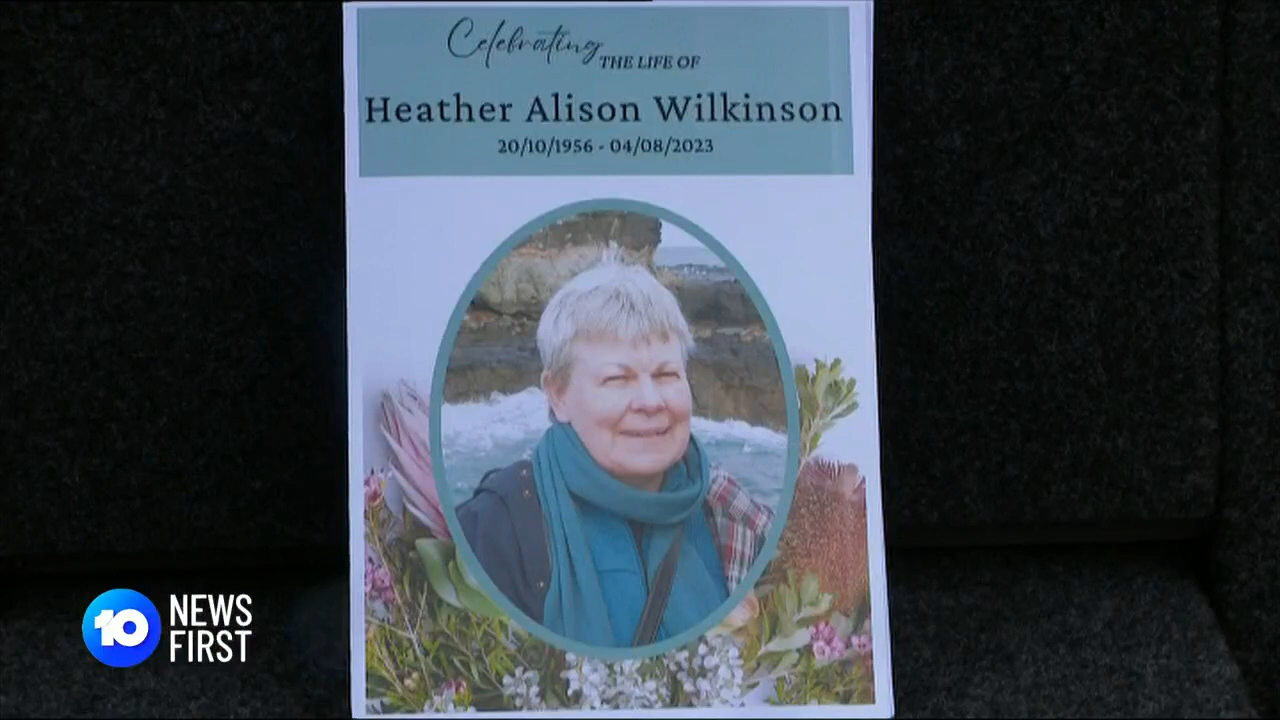 Celebrating THE LIFE OF
Heather Alison Wilkinson
20/10/1956 - 04/08/2023
10 NEWS
FIRST